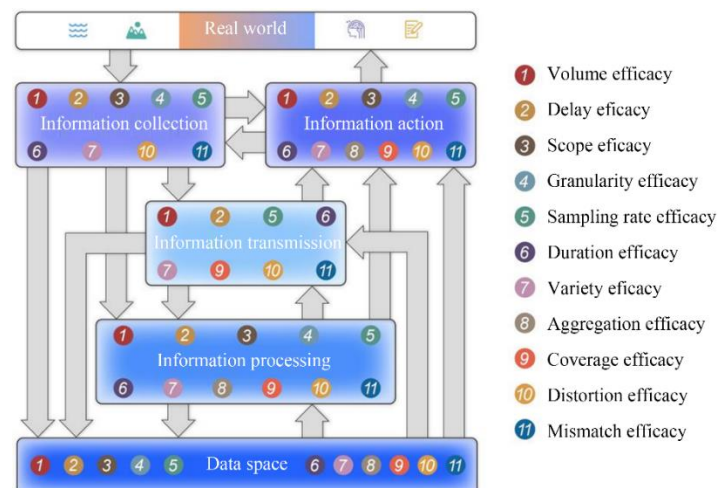 Real world
1 2 3 4 5
Information collection
6 7 10 11
1 2 3 4 5
Information action
6 7 8 9 10 11
1 2 5 6
Information transmission
7 9 10 11
1 2 3 4 5
Information processing
6 7 8 9 10 11
1 2 3 4 5 Data space 6 7 8 9 10 11
1 Volume efficacy
2 Delay eficacy
3 Scope eficacy
4 Granularity efficacy
5 Sampling rate efficacy
6 Duration efficacy
7 Variety eficacy
8 Aggregation efficacy
9 Coverage efficacy
10 Distortion efficacy
11 Mismatch efficacy